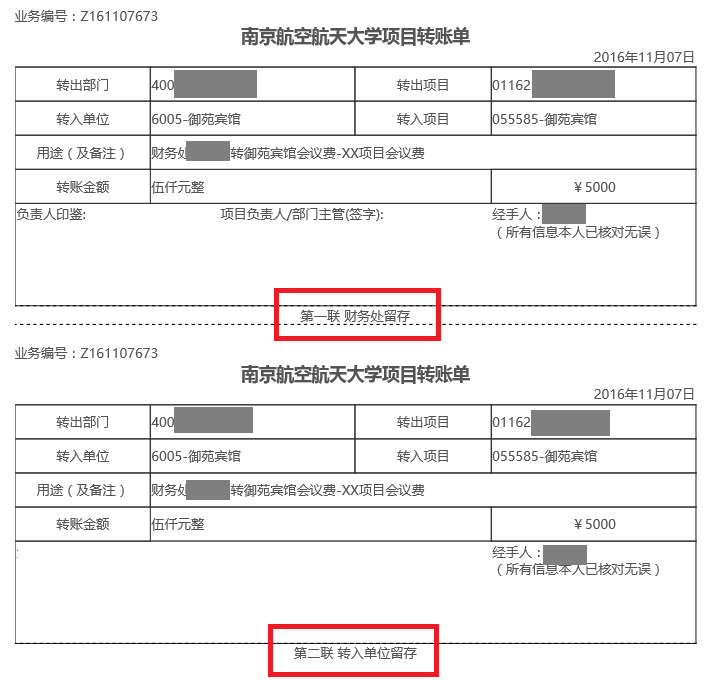 业务编号：Z161107673
南京航空航天大学项目转账单
2016年11月07日
转出部门 400 转出项目 01162
转入单位 6005-御苑宾馆 转入项目 055585-御苑宾馆
用途（及备注） 财务处 转御苑宾馆会议费-XX项目会议费
转账金额 伍仟元整 ￥5000
负责人印鉴: 项目负责人/部门主管(签字): 经手人：
（所有信息本人已核对无误）
第一联 财务处留存
业务编号：Z161107673
南京航空航天大学项目转账单
2016年11月07日
转出部门 400 转出项目 01162
转入单位 6005-御苑宾馆 转入项目 055585-御苑宾馆
用途（及备注） 财务处 转御苑宾馆会议费-XX项目会议费
转账金额 伍仟元整 ￥5000
经手人：
（所有信息本人已核对无误）
第二联 转入单位留存